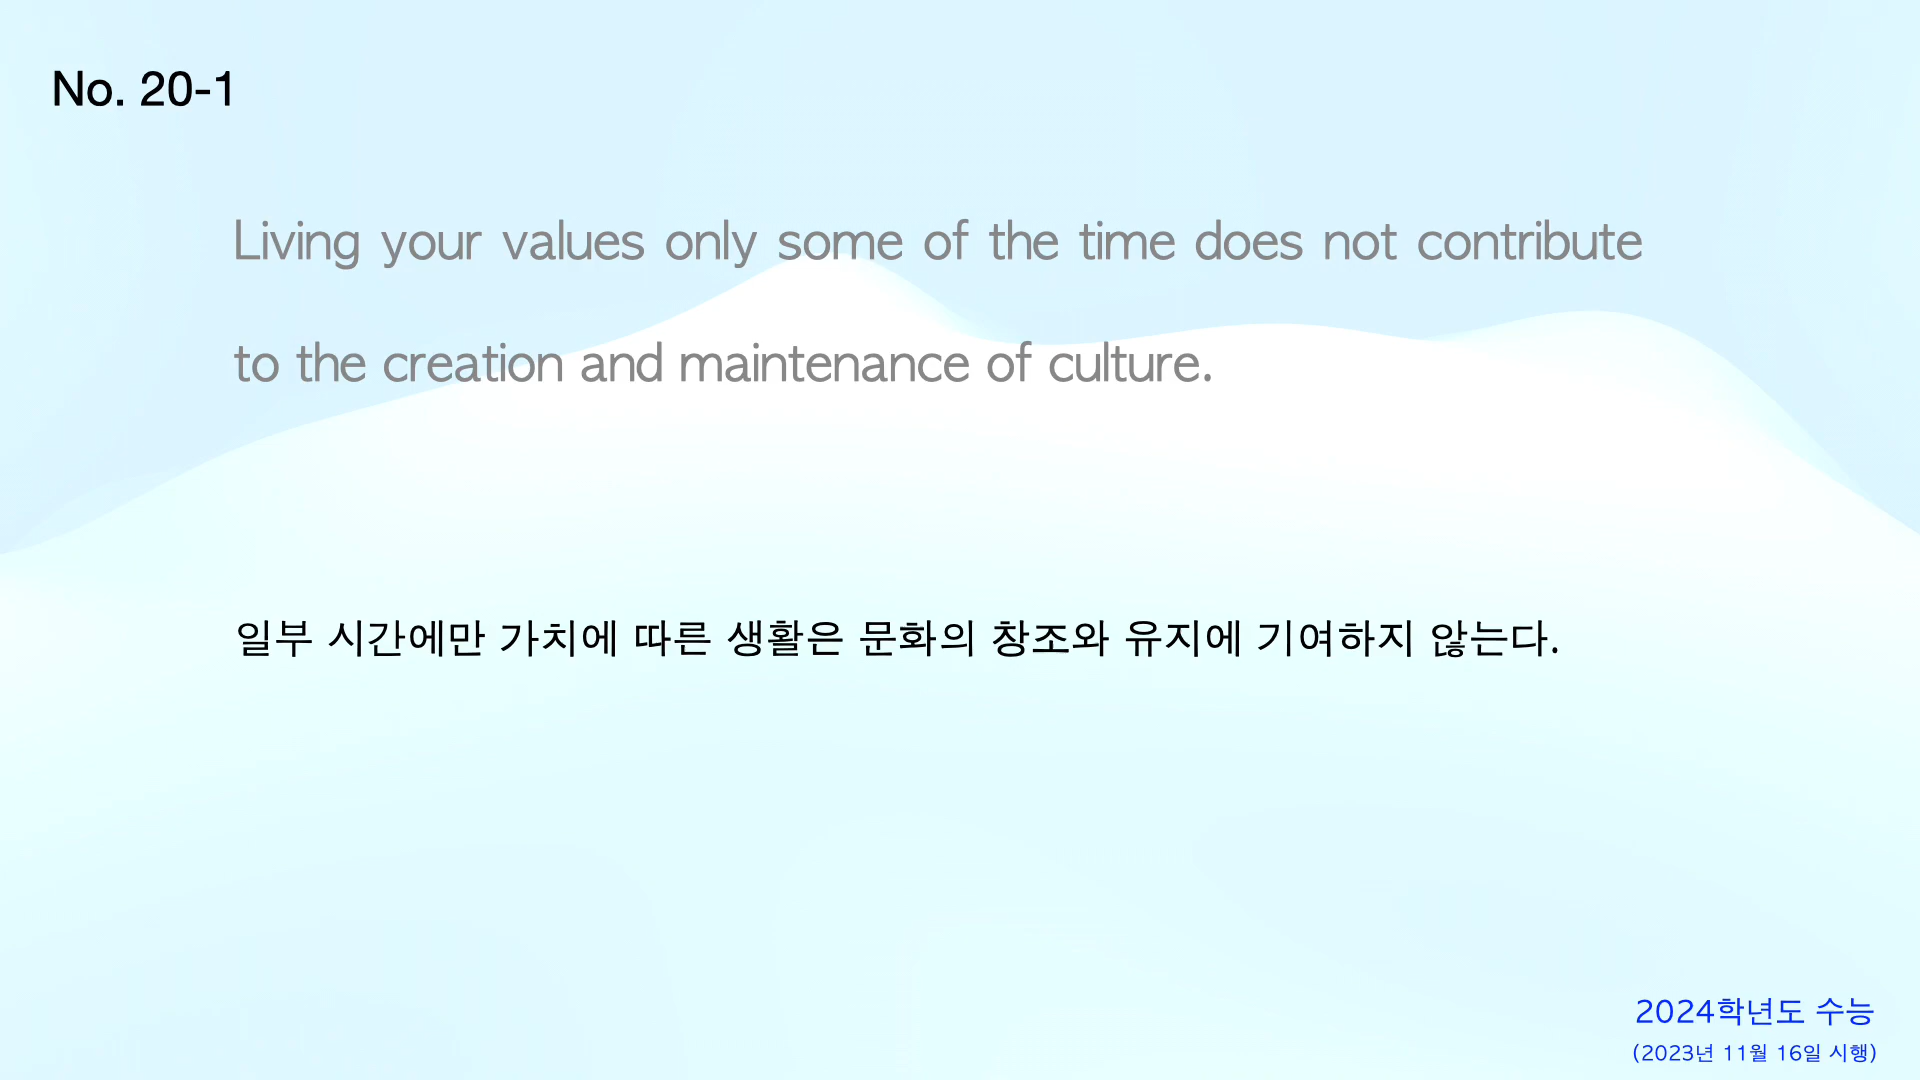 No. 20-1
Living your values only some of the time does not contribute
to the creation and maintenance of culture.
일부 시간에만 가치에 따른 생활은 문화의 창조와 유지에 기여하지 않는다.
2024학년도 수능
(2023년 11월 16일 시행)